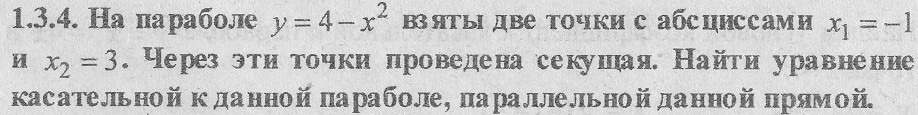 1.3.4. На параболе y = 4 – x² взяты две точки с абсциссами x₁ = –1
и x₂ = 3. Через эти точки проведена секущая. Найти уравнение
касательной к данной параболе, параллельной данной прямой.